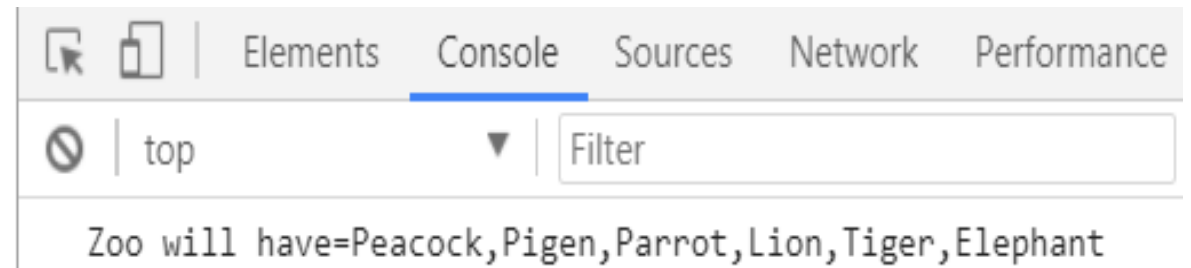 Elements Console Sources Network Performance
top Filter
Zoo will have=Peacock,Pigen,Parrot,Lion,Tiger,Elephant